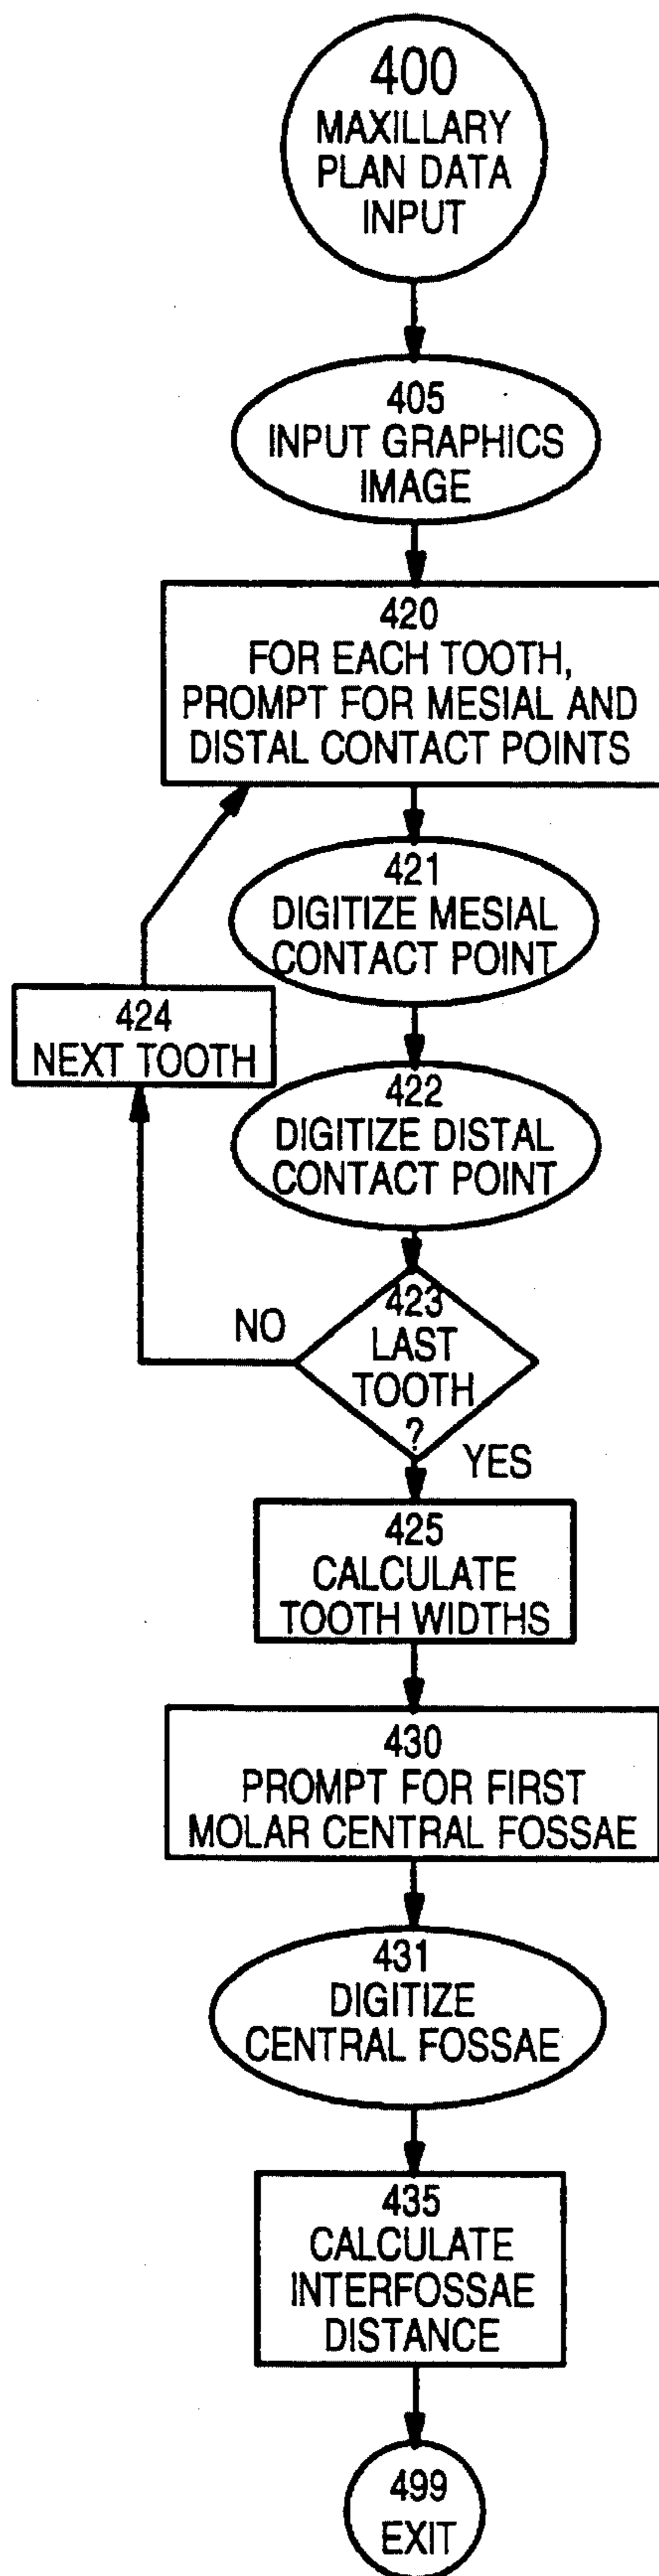 400
MAXILLARY
PLAN DATA
INPUT
405
INPUT GRAPHICS
IMAGE
420
FOR EACH TOOTH,
PROMPT FOR MESIAL AND
DISTAL CONTACT POINTS
421
DIGITIZE MESIAL
CONTACT POINT
424
NEXT TOOTH
422
DIGITIZE DISTAL
CONTACT POINT
423
LAST
TOOTH
?
NO
YES
425
CALCULATE
TOOTH WIDTHS
430
PROMPT FOR FIRST
MOLAR CENTRAL FOSSAE
431
DIGITIZE
CENTRAL FOSSAE
435
CALCULATE
INTERFOSSAE
DISTANCE
499
EXIT